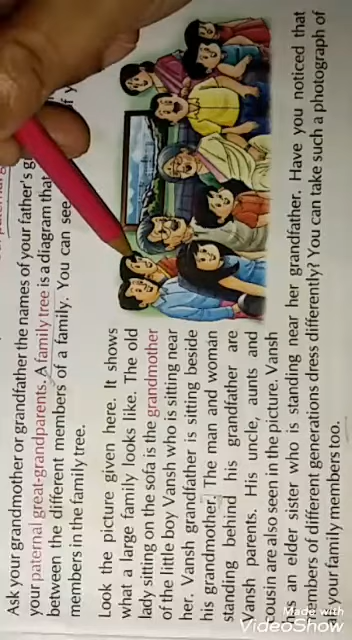 Ask your grandmother or grandfather the names of your father's
your paternal great-grandparents. A family tree is a diagram that
between the different members of a family. You can see
members in the family tree.
Look the picture given here. It shows
what a large family looks like. The old
lady sitting on the sofa is the grandmother
of the little boy Vansh who is sitting near
her. Vansh grandfather is sitting beside
his grandmother. The man and woman
standing behind his grandfather are
Vansh parents. His uncle, aunts and
cousin are also seen in the picture. Vansh
has an elder sister who is standing near her grandfather. Have you noticed that
members of different generations dress differently? You can take such a photograph of
your family members too.
Made with
VideoShow